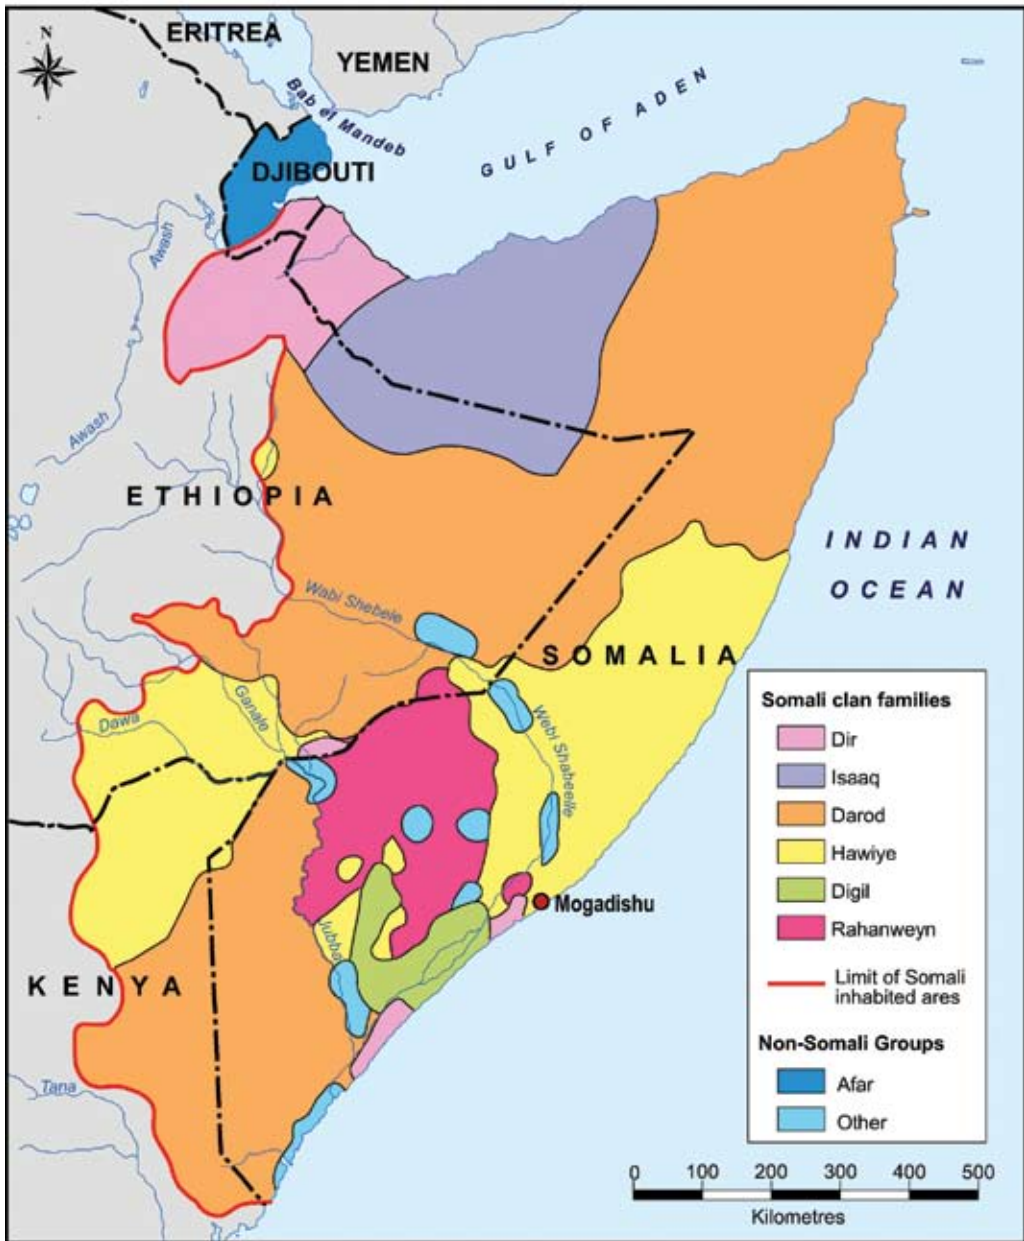 N
ERITREA
YEMEN
Bab el Mandeb
GULF OF ADEN
DJIBOUTI
Awash
Awash
ETHIOPIA
INDIAN
OCEAN
Wabi Shebele
SOMALIA
Ganale
Dawa
Webi Shabeelle
Mogadishu
Jubba
KENYA
Tana
Somali clan families
Dir
Isaaq
Darod
Hawiye
Digil
Rahanweyn
Limit of Somali
inhabited ares
Non-Somali Groups
Afar
Other
0 100 200 300 400 500
Kilometres